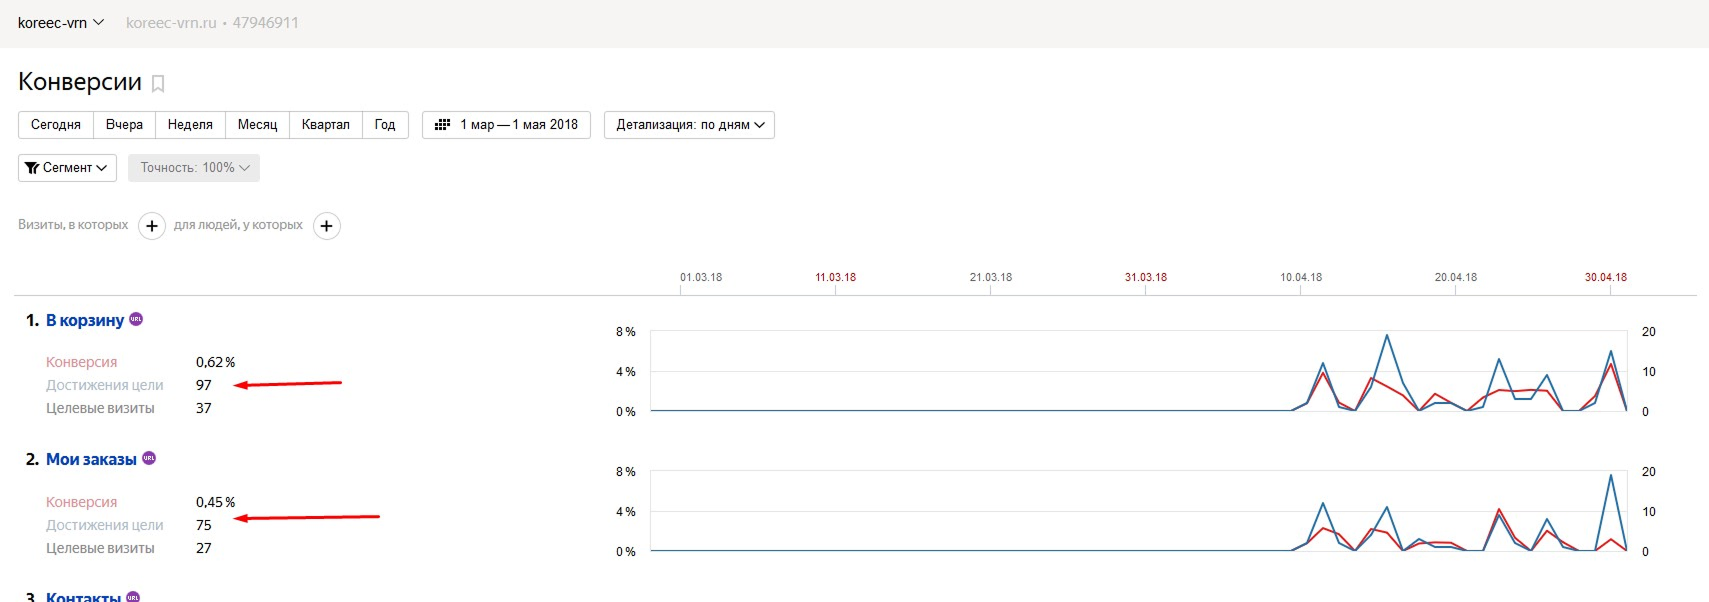 koreec-vrn koreec-vrn.ru • 47946911
Конверсии
Сегодня Вчера Неделя Месяц Квартал Год 1 мар — 1 мая 2018 Детализация: по дням
Сегмент Точность: 100%
Визиты, в которых + для людей, у которых +
01.03.18 11.03.18 21.03.18 31.03.18 10.04.18 20.04.18 30.04.18
1. В корзину URL
8 % 20
Конверсия 0,62 %
4 % 10
Достижения цели 97
Целевые визиты 37
0 % 0
2. Мои заказы URL
8 % 20
Конверсия 0,45 %
4 % 10
Достижения цели 75
Целевые визиты 27
0 % 0
3. Контакты URL